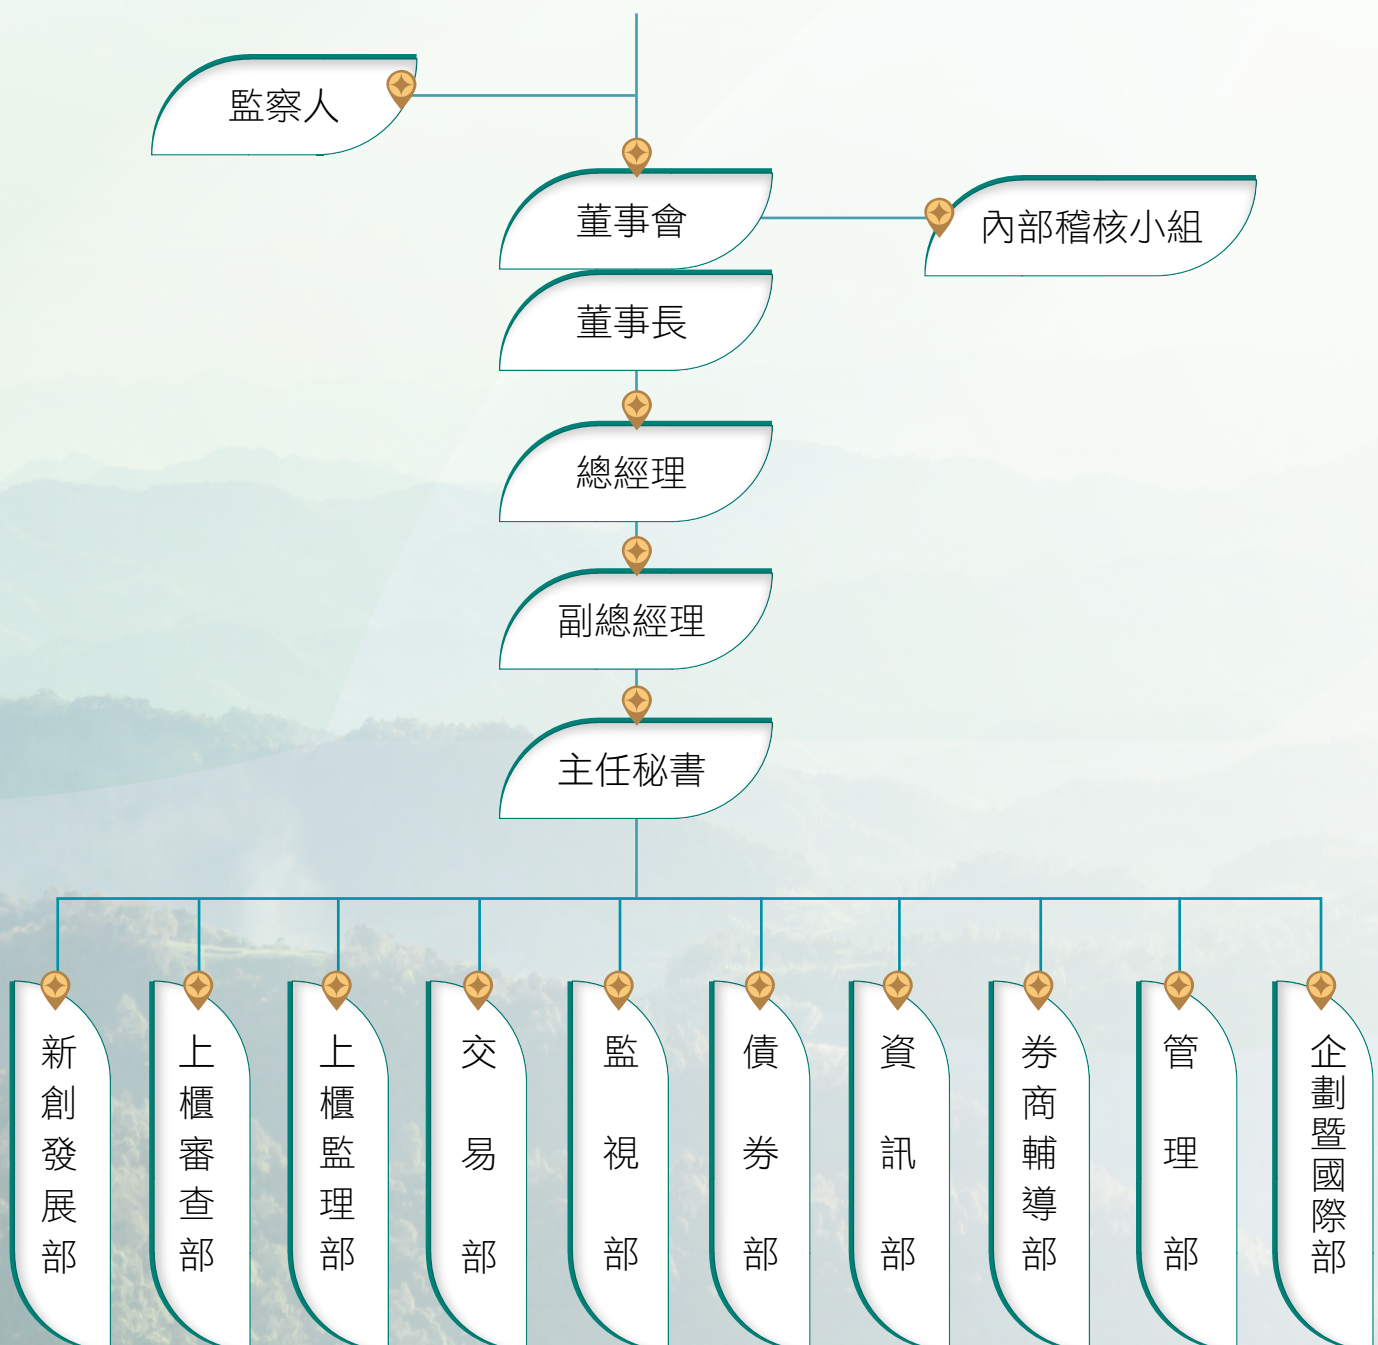 監察人
董事會
內部稽核小組
董事長
總經理
副總經理
主任秘書
新創發展部
上櫃審查部
上櫃監理部
交易部
監視部
債券部
資訊部
券商輔導部
管理部
企劃暨國際部